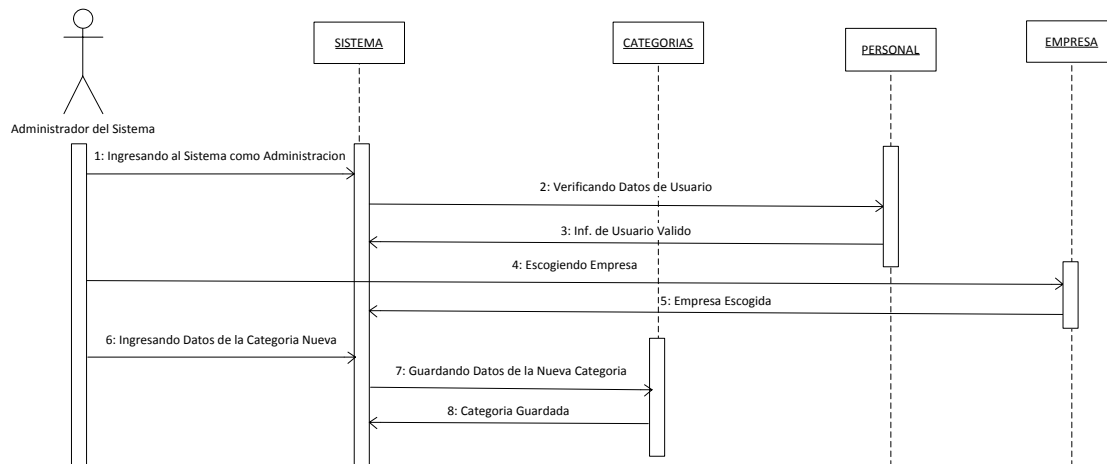 SISTEMA
CATEGORIAS
PERSONAL
EMPRESA
Administrador del Sistema
1: Ingresando al Sistema como Administracion
2: Verificando Datos de Usuario
3: Inf. de Usuario Valido
4: Escogiendo Empresa
5: Empresa Escogida
6: Ingresando Datos de la Categoria Nueva
7: Guardando Datos de la Nueva Categoria
8: Categoria Guardada